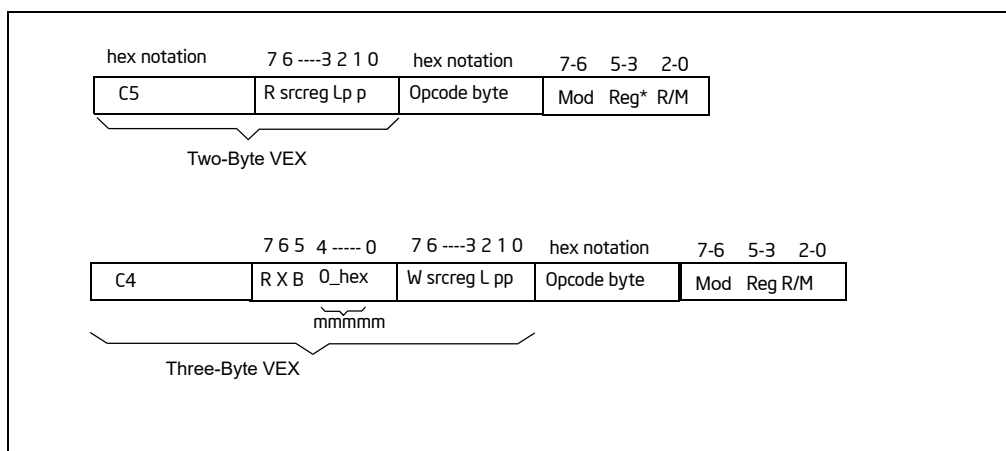 hex notation 7 6 ----3 2 1 0 hex notation 7-6 5-3 2-0
C5 R srcreg Lp p Opcode byte Mod Reg* R/M
Two-Byte VEX
7 6 5 4 ----- 0 7 6 ----3 2 1 0 hex notation 7-6 5-3 2-0
C4 R X B 0_hex W srcreg L pp Opcode byte Mod Reg R/M
mmmmm
Three-Byte VEX